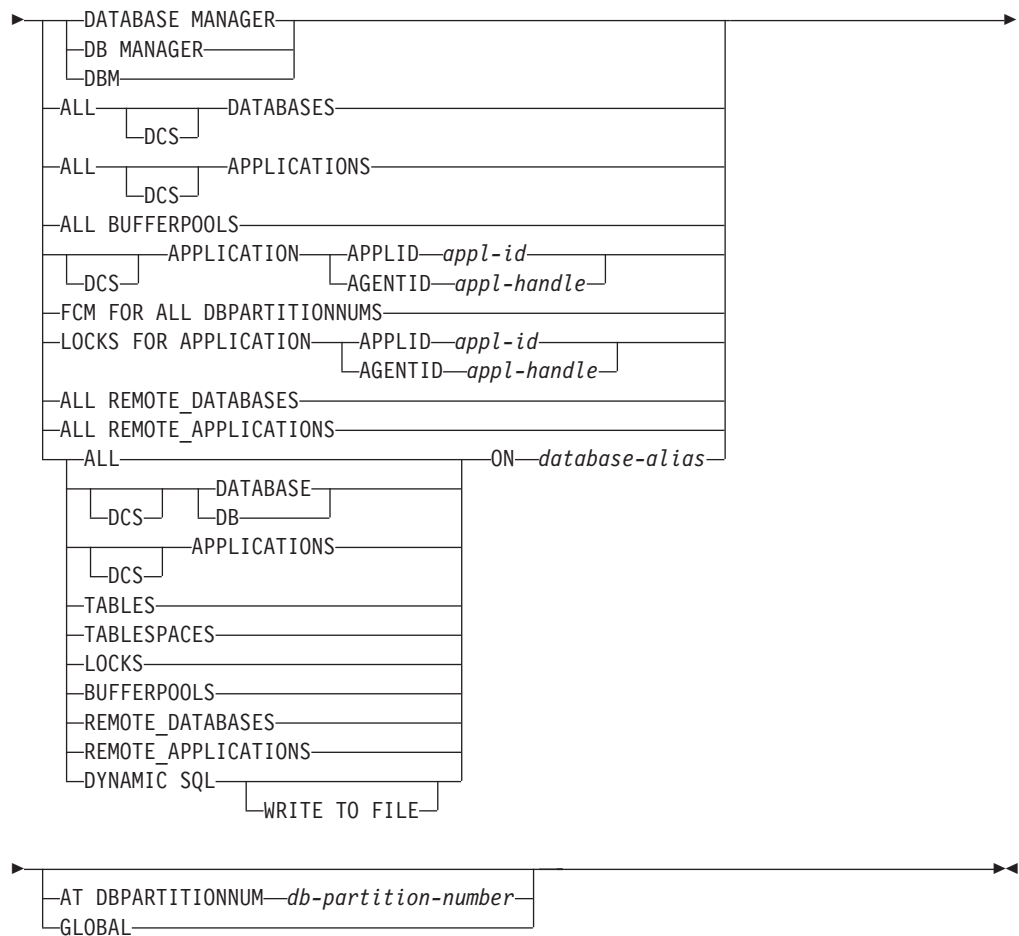 DATABASE MANAGER
DB MANAGER
DBM
ALL DATABASES
DCS
ALL APPLICATIONS
DCS
ALL BUFFERPOOLS
APPLICATION APPLID appl-id
DCS AGENTID appl-handle
FCM FOR ALL DBPARTITIONNUMS
LOCKS FOR APPLICATION APPLID appl-id
AGENTID appl-handle
ALL REMOTE_DATABASES
ALL REMOTE_APPLICATIONS
ALL ON database-alias
DATABASE
DCS DB
APPLICATIONS
DCS
TABLES
TABLESPACES
LOCKS
BUFFERPOOLS
REMOTE_DATABASES
REMOTE_APPLICATIONS
DYNAMIC SQL
WRITE TO FILE
AT DBPARTITIONNUM db-partition-number
GLOBAL